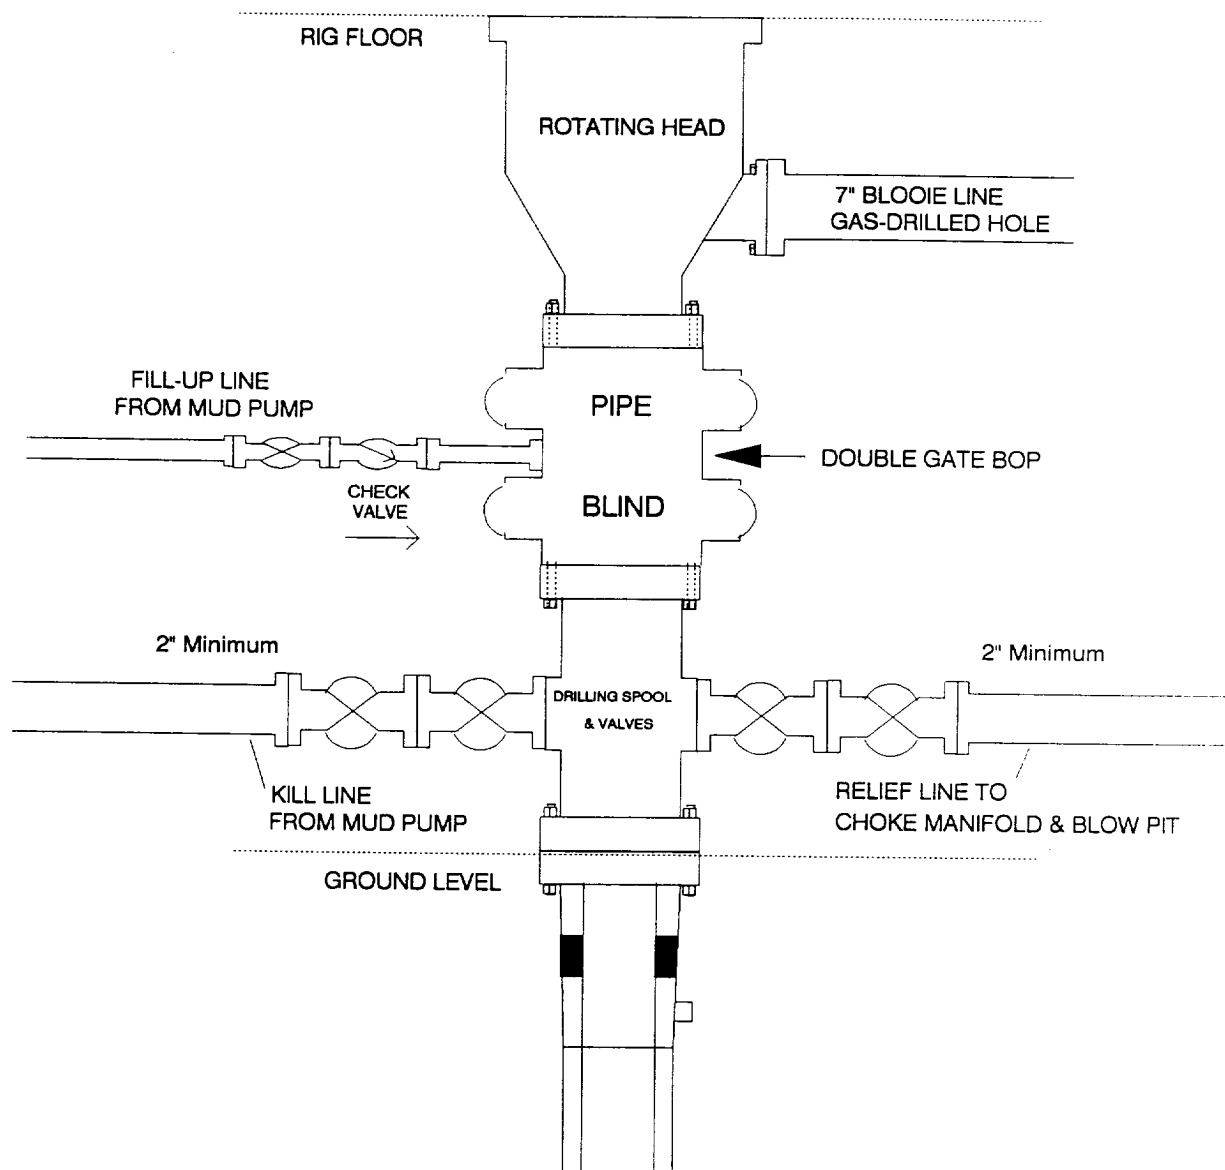 RIG FLOOR
ROTATING HEAD
7" BLOOIE LINE
GAS-DRILLED HOLE
FILL-UP LINE
FROM MUD PUMP
PIPE
DOUBLE GATE BOP
CHECK
VALVE
BLIND
2" Minimum
2" Minimum
DRILLING SPOOL
& VALVES
KILL LINE
FROM MUD PUMP
RELIEF LINE TO
CHOKE MANIFOLD & BLOW PIT
GROUND LEVEL